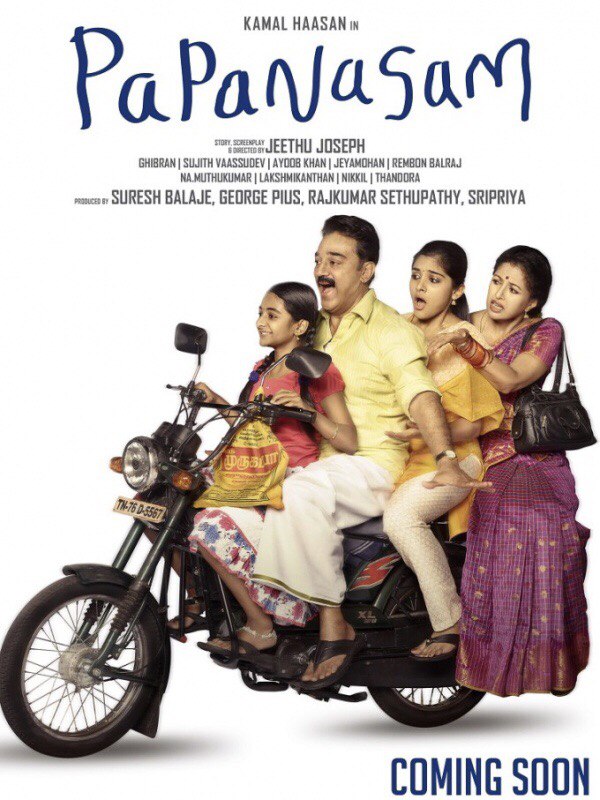 KAMAL HAASAN IN
PAPANASAM
STORY, SCREENPLAY
& DIRECTED BY JEETHU JOSEPH
GHIBRAN | SUJITH VAASSUDEV | AYOOB KHAN | JEYAMOHAN | REMBON BALRAJ
NA.MUTHUKUMAR | LAKSHMIKANTHAN | NIKKIL | THANDORA
PRODUCED BY SURESH BALAJE, GEORGE PIUS, RAJKUMAR SETHUPATHY, SRIPRIYA
TN-76 D-5567
XL
COMING SOON